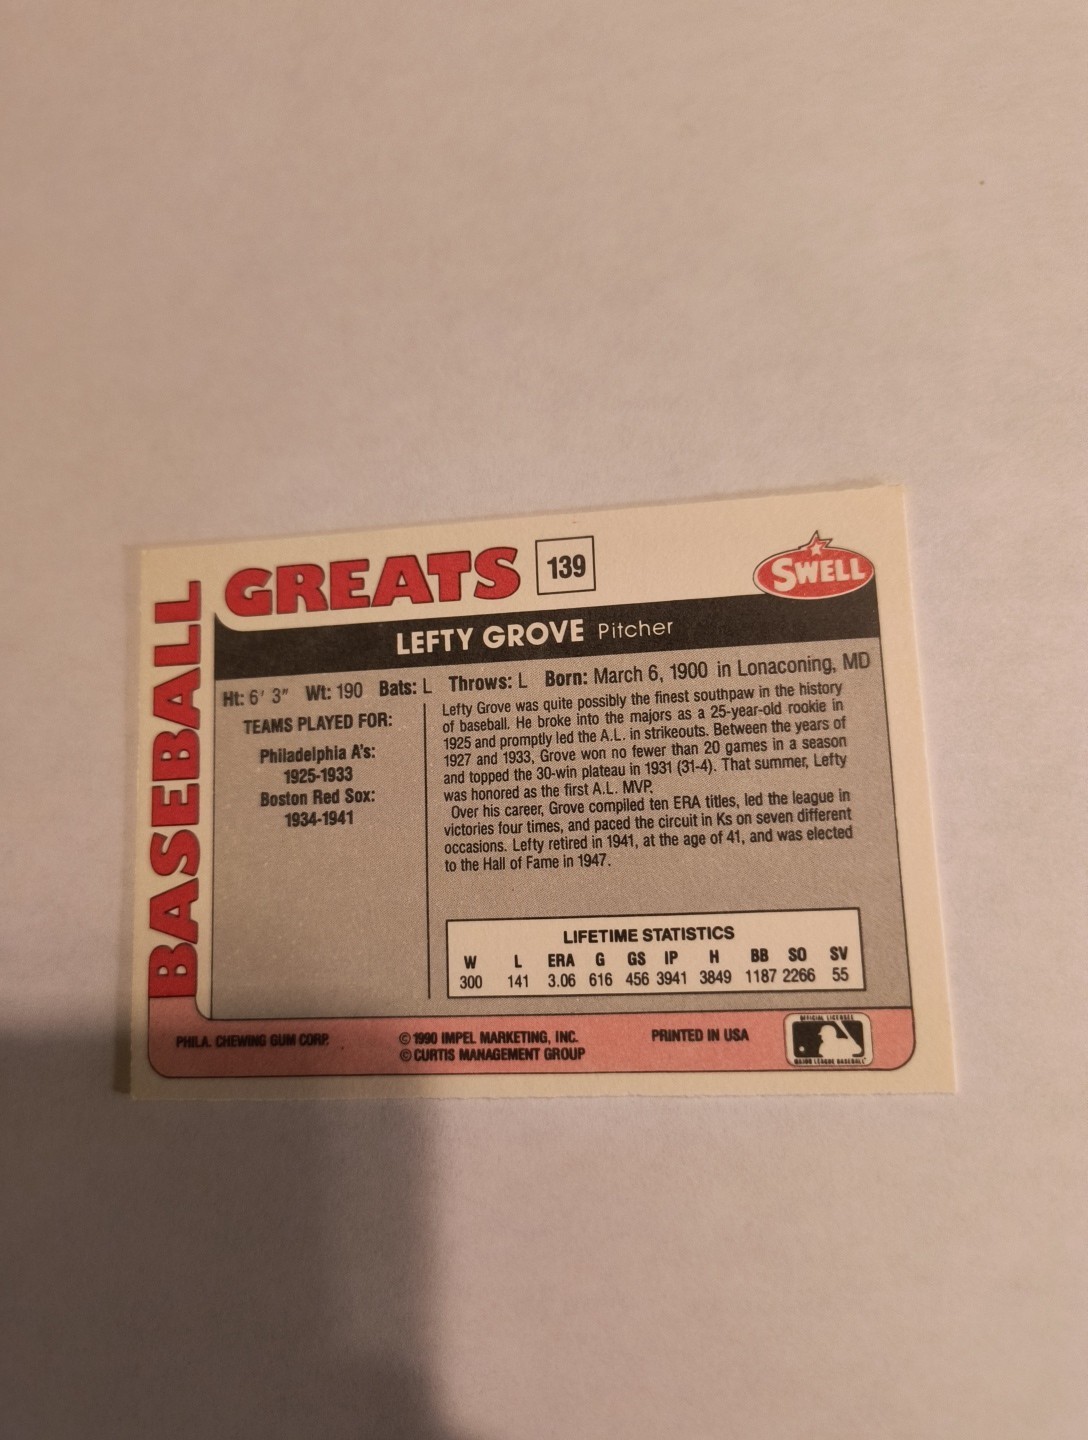 BASEBALL
GREATS
139
SWELL
LEFTY GROVE Pitcher
Ht: 6' 3" Wt: 190 Bats: L Throws: L Born: March 6, 1900 in Lonaconing, MD
TEAMS PLAYED FOR:
Philadelphia A's:
1925-1933
Boston Red Sox:
1934-1941
Lefty Grove was quite possibly the finest southpaw in the history
of baseball. He broke into the majors as a 25-year-old rookie in
1925 and promptly led the A.L. in strikeouts. Between the years of
1927 and 1933, Grove won no fewer than 20 games in a season
and topped the 30-win plateau in 1931 (31-4). That summer, Lefty
was honored as the first A.L. MVP.
Over his career, Grove compiled ten ERA titles, led the league in
victories four times, and paced the circuit in Ks on seven different
occasions. Lefty retired in 1941, at the age of 41, and was elected
to the Hall of Fame in 1947.
LIFETIME STATISTICS
W L ERA G GS IP H BB SO SV
300 141 3.06 616 456 3941 3849 1187 2266 55
PHILA. CHEWING GUM CORP.
© 1990 IMPEL MARKETING, INC.
© CURTIS MANAGEMENT GROUP
PRINTED IN USA
OFFICIAL LICENSEE
MAJOR LEAGUE BASEBALL